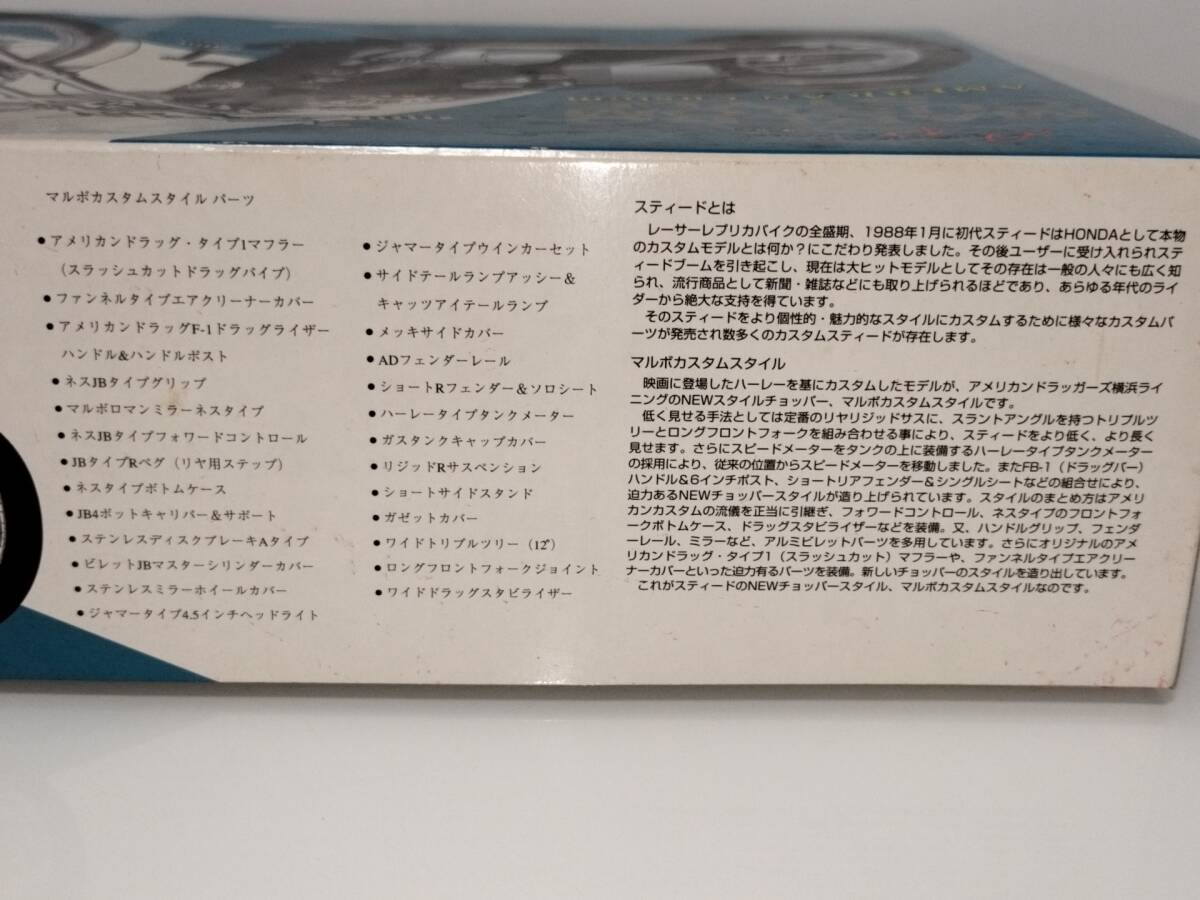 AMERICAN CUSTOM
マルボカスタムスタイル パーツ
●アメリカンドラッグ・タイプ1マフラー
(スラッシュカットドラッグパイプ)
●ファンネルタイプエアクリーナーカバー
●アメリカンドラッグF-1ドラッグライザー
ハンドル&ハンドルポスト
●ネスJBタイプグリップ
●マルボロマンミラーネスタイプ
●ネスJBタイプフォワードコントロール
●JBタイプRペグ(リヤ用ステップ)
●ネスタイプボトムケース
●JB4ポットキャリパー&サポート
●ステンレスディスクブレーキAタイプ
●ビレットJBマスターシリンダーカバー
●ステンレスミラーホイールカバー
●ジャマータイプ4.5インチヘッドライト
●ジャマータイプウインカーセット
●サイドテールランプアッシー&
キャッツアイテールランプ
●メッキサイドカバー
●ADフェンダーレール
●ショートRフェンダー&ソロシート
●ハーレータイプタンクメーター
●ガスタンクキャップカバー
●リジッドRサスペンション
●ショートサイドスタンド
●ガゼットカバー
●ワイドトリプルツリー(12°)
●ロングフロントフォークジョイント
●ワイドドラッグスタビライザー
スティードとは
レーサーレプリカバイクの全盛期、1988年1月に初代スティードはHONDAとして本物
のカスタムモデルとは何か?にこだわり発表しました。その後ユーザーに受け入れられステ
ィードブームを引き起こし、現在は大ヒットモデルとしてその存在は一般の人々にも広く知
られ、流行商品として新聞・雑誌などにも取り上げられるほどであり、あらゆる年代のライ
ダーから絶大な支持を得ています。
そのスティードをより個性的・魅力的なスタイルにカスタムするために様々なカスタムパ
ーツが発売され数多くのカスタムスティードが存在します。
マルボカスタムスタイル
映画に登場したハーレーを基にカスタムしたモデルが、アメリカンドラッガーズ横浜ライ
ニングのNEWスタイルチョッパー、マルボカスタムスタイルです。
低く見せる手法としては定番のリヤリジッドサスに、スラントアングルを持つトリプルツ
リーとロングフロントフォークを組み合わせる事により、スティードをより低く、より長く
見せます。さらにスピードメーターをタンクの上に装備するハーレータイプタンクメーター
の採用により、従来の位置からスピードメーターを移動しました。またFB-1(ドラッグバー)
ハンドル&6インチポスト、ショートリアフェンダー&シングルシートなどの組合せにより、
迫力あるNEWチョッパースタイルが造り上げられています。スタイルのまとめ方はアメリ
カンカスタムの流儀を正当に引継ぎ、フォワードコントロール、ネスタイプのフロントフォ
ークボトムケース、ドラッグスタビライザーなどを装備。又、ハンドルグリップ、フェンダ
ーレール、ミラーなど、アルミビレットパーツを多用しています。さらにオリジナルのアメ
リカンドラッグ・タイプ1(スラッシュカット)マフラーや、ファンネルタイプエアクリー
ナーカバーといった迫力有るパーツを装備。新しいチョッパーのスタイルを造り出しています。
これがスティードのNEWチョッパースタイル、マルボカスタムスタイルなのです。